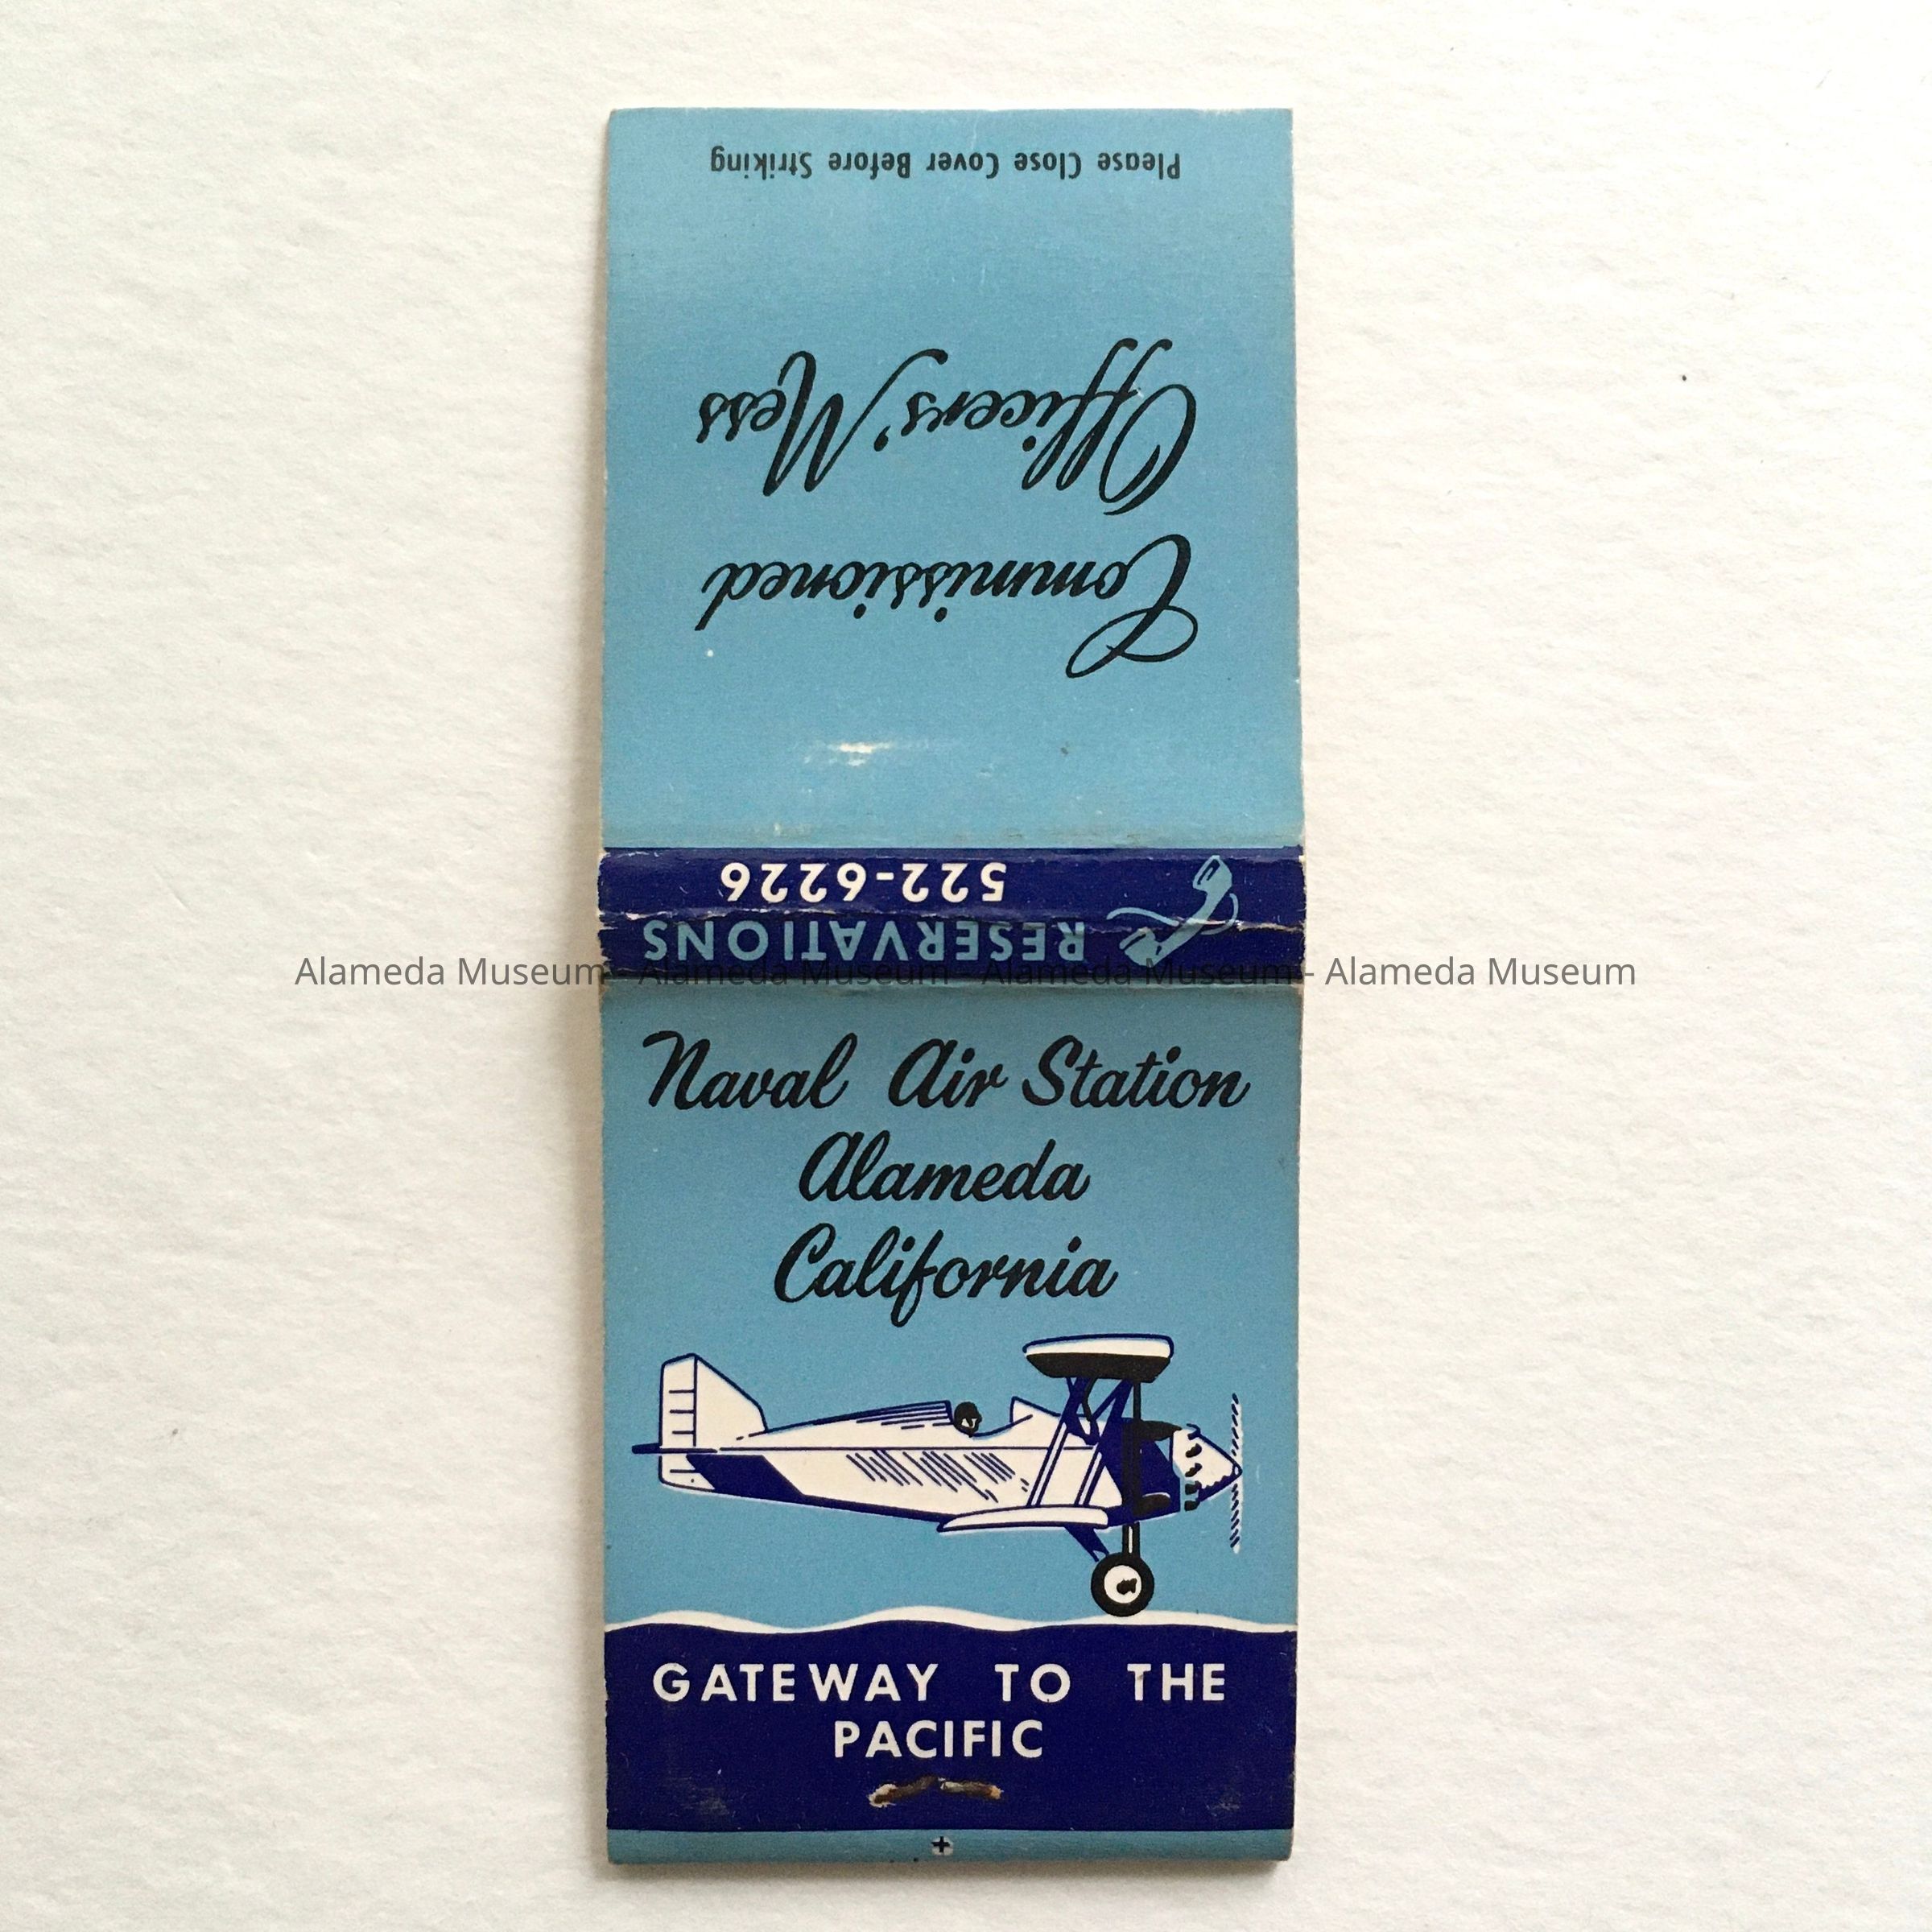 Please Close Cover Before Striking
Commissioned
Officers' Mess
RESERVATIONS
522-6226
Alameda Museum - Alameda Museum - Alameda Museum - Alameda Museum
Naval Air Station
Alameda
California
GATEWAY TO THE
PACIFIC